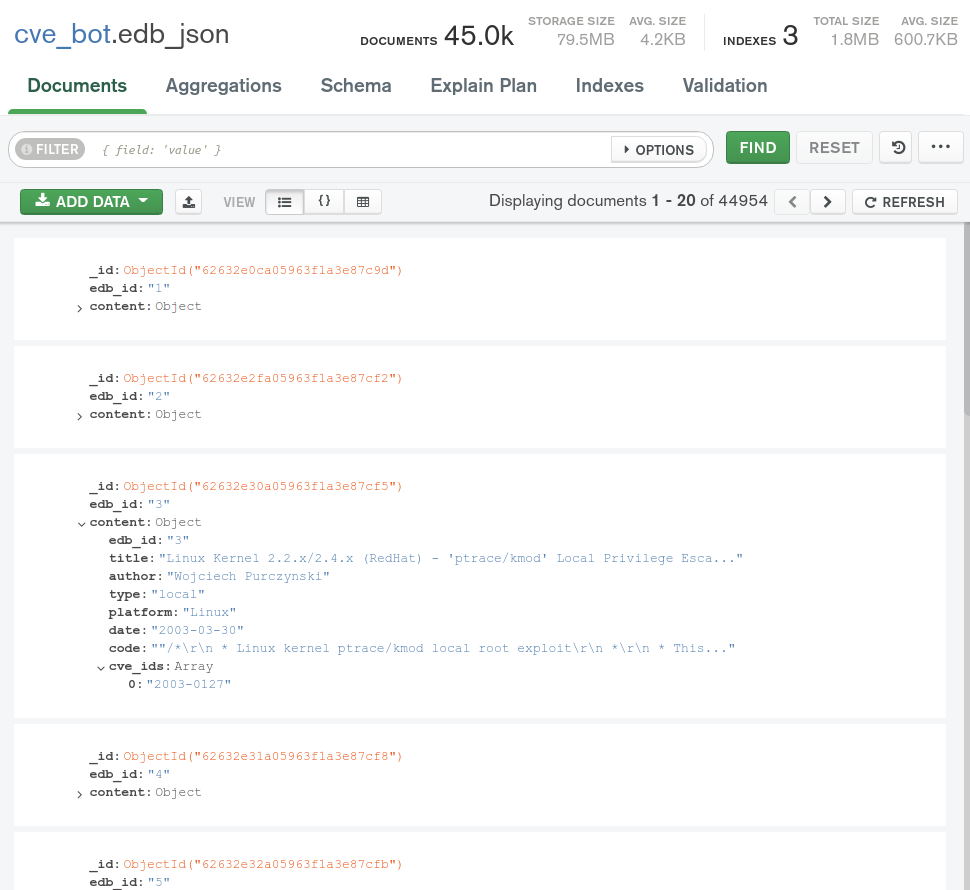 cve_bot.edb_json
DOCUMENTS 45.0k STORAGE SIZE 79.5MB AVG. SIZE 4.2KB INDEXES 3 TOTAL SIZE 1.8MB AVG. SIZE 600.7KB
Documents Aggregations Schema Explain Plan Indexes Validation
FILTER { field: 'value' } OPTIONS FIND RESET
ADD DATA VIEW {} Displaying documents 1 - 20 of 44954 REFRESH
_id:ObjectId("62632e0ca05963f1a3e87c9d")
edb_id:"1"
content:Object
_id:ObjectId("62632e2fa05963f1a3e87cf2")
edb_id:"2"
content:Object
_id:ObjectId("62632e30a05963f1a3e87cf5")
edb_id:"3"
content:Object
edb_id:"3"
title:"Linux Kernel 2.2.x/2.4.x (RedHat) - 'ptrace/kmod' Local Privilege Esca..."
author:"Wojciech Purczynski"
type:"local"
platform:"Linux"
date:"2003-03-30"
code:""/*\r\n * Linux kernel ptrace/kmod local root exploit\r\n *\r\n * This..."
cve_ids:Array
0:"2003-0127"
_id:ObjectId("62632e31a05963f1a3e87cf8")
edb_id:"4"
content:Object
_id:ObjectId("62632e32a05963f1a3e87cfb")
edb_id:"5"